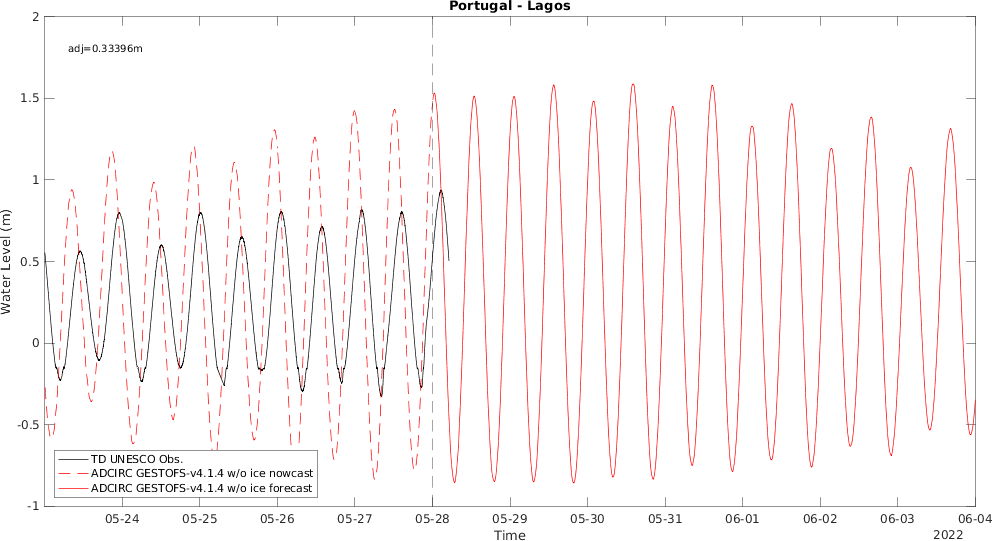 Portugal - Lagos
2
adj=0.33396m
1.5
1
0.5
0
-0.5
-1
Water Level (m)
TD UNESCO Obs.
ADCIRC GESTOFS-v4.1.4 w/o ice nowcast
ADCIRC GESTOFS-v4.1.4 w/o ice forecast
05-24 05-25 05-26 05-27 05-28 05-29 05-30 05-31 06-01 06-02 06-03 06-04
Time
2022